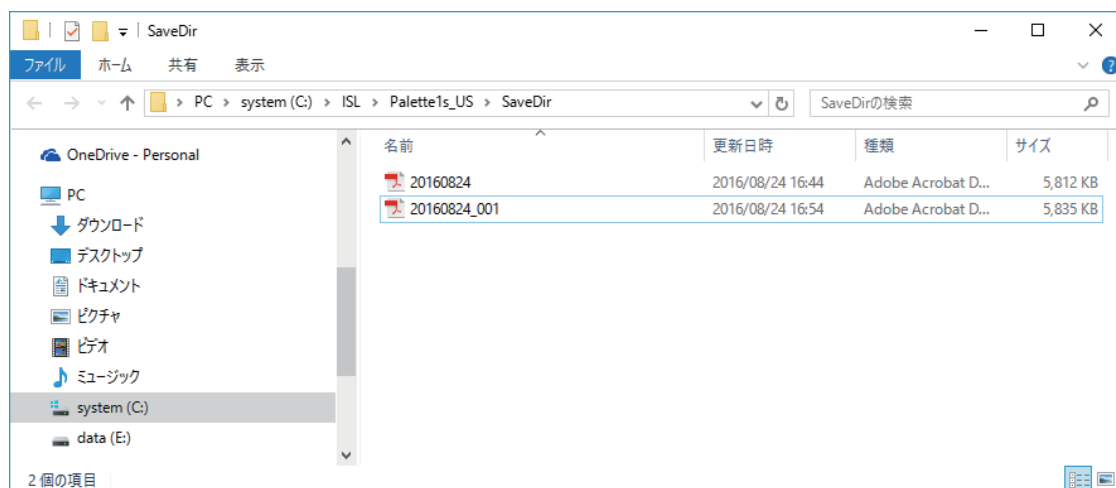 SaveDir
ファイル ホーム 共有 表示
PC > system (C:) > ISL > Palette1s_US > SaveDir SaveDirの検索
OneDrive - Personal
PC
ダウンロード
デスクトップ
ドキュメント
ピクチャ
ビデオ
ミュージック
system (C:)
data (E:)
名前 更新日時 種類 サイズ
20160824 2016/08/24 16:44 Adobe Acrobat D... 5,812 KB
20160824_001 2016/08/24 16:54 Adobe Acrobat D... 5,835 KB
2 個の項目